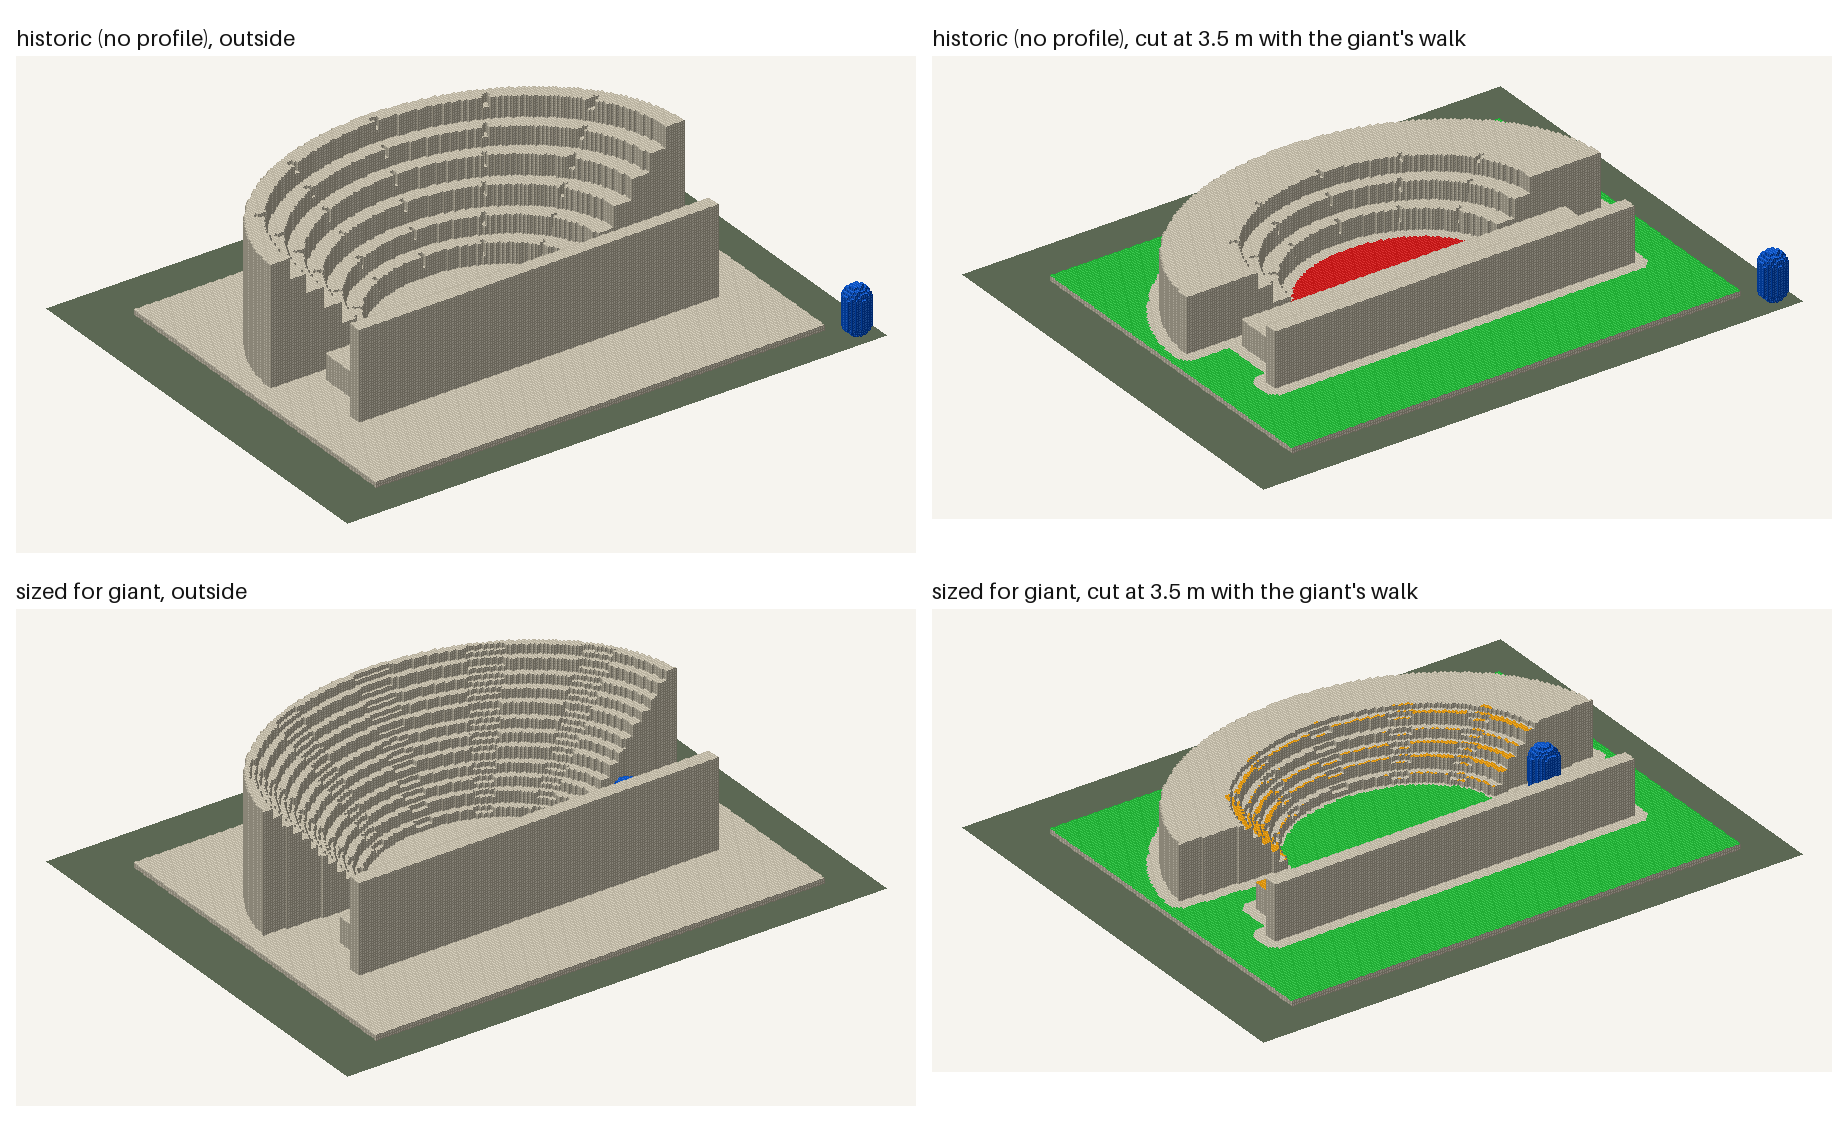 historic (no profile), outside
historic (no profile), cut at 3.5 m with the giant's walk
sized for giant, outside
sized for giant, cut at 3.5 m with the giant's walk